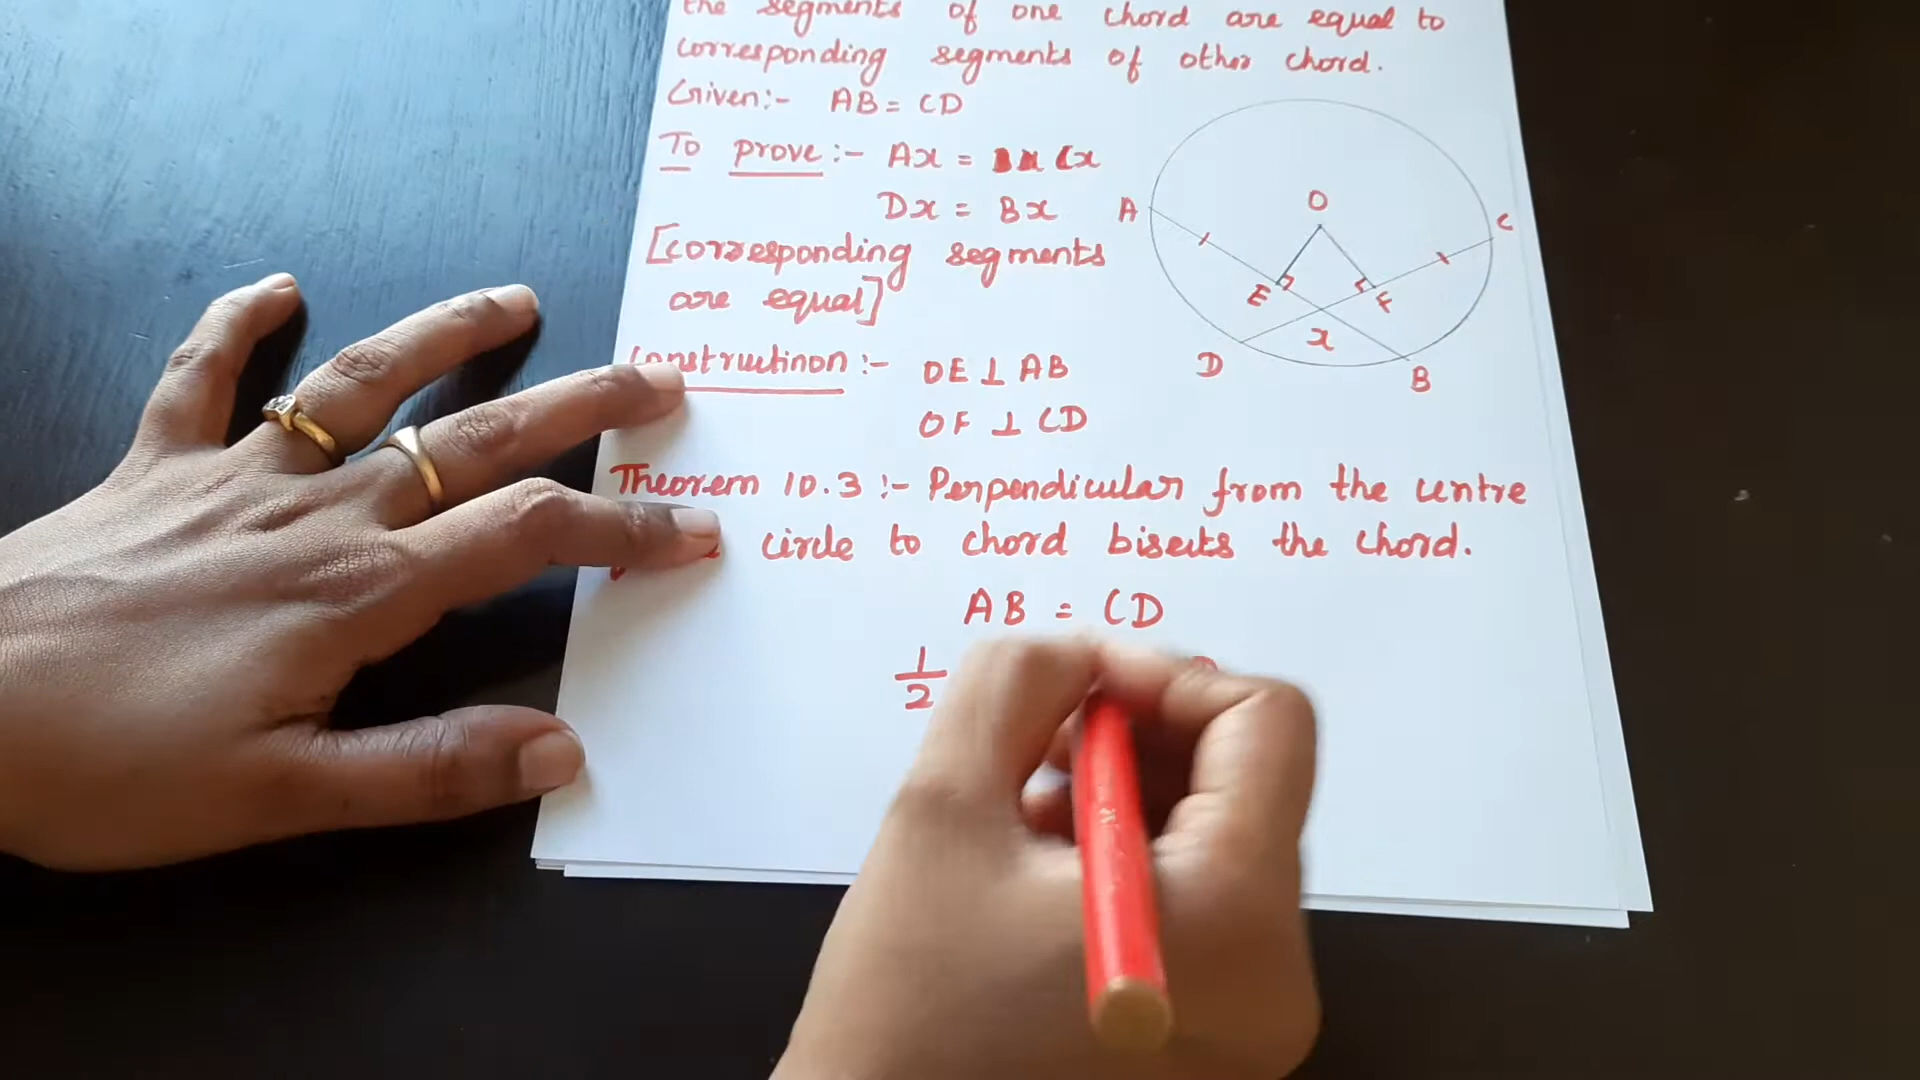 the segments of one chord are equal to
corresponding segments of other chord.
Given:- AB = CD
To prove :- Ax = Cx
Dx = Bx
[corresponding segments
are equal]
constructinon :- OE ⊥ AB
OF ⊥ CD
Theorem 10.3 :- Perpendicular from the centre
circle to chord bisects the chord.
AB = CD
1/2
A
O
C
E
F
x
D
B